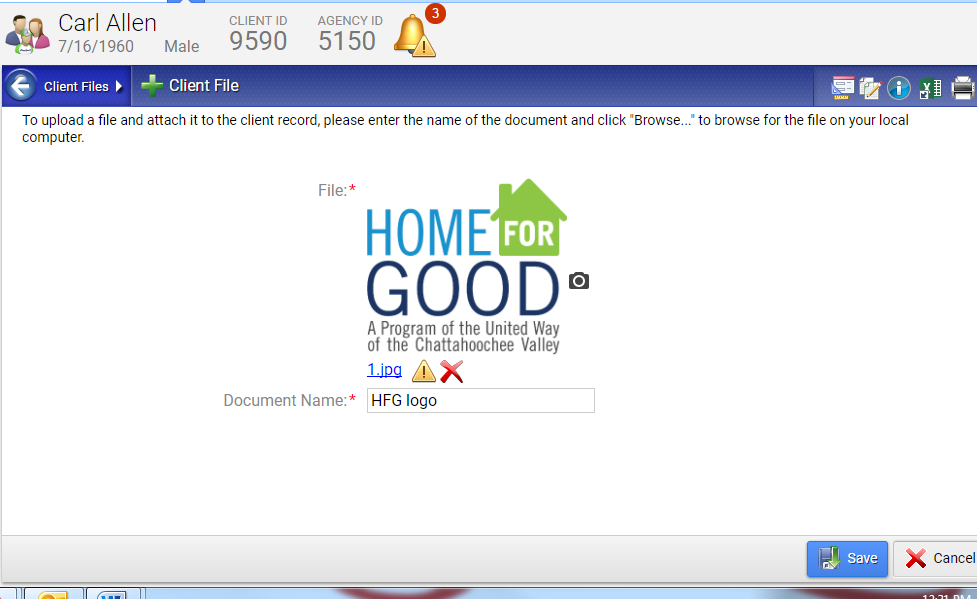 Carl Allen
7/16/1960 Male
CLIENT ID
9590
AGENCY ID
5150
3
Client Files
Client File
To upload a file and attach it to the client record, please enter the name of the document and click "Browse..." to browse for the file on your local
computer.
File:*
HOME FOR
GOOD
A Program of the United Way
of the Chattahoochee Valley
1.jpg
Document Name:* HFG logo
Save
Cancel